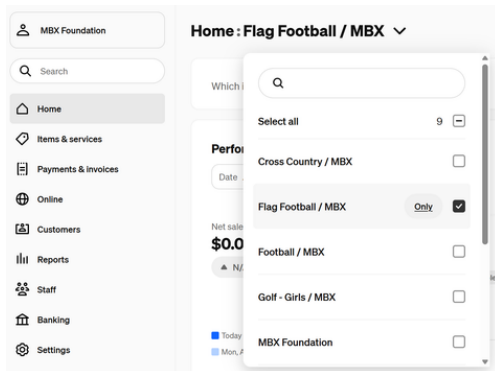 MBX Foundation
Search
Home
Items & services
Payments & invoices
Online
Customers
Reports
Staff
Banking
Settings
Home : Flag Football / MBX
Which i
Perfo
Date
Net sale
$0.0
N/
Today
Mon, A
Select all 9
Cross Country / MBX
Flag Football / MBX Only
Football / MBX
Golf - Girls / MBX
MBX Foundation